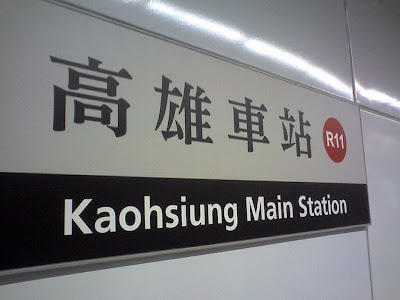 高雄車站 R11
Kaohsiung Main Station